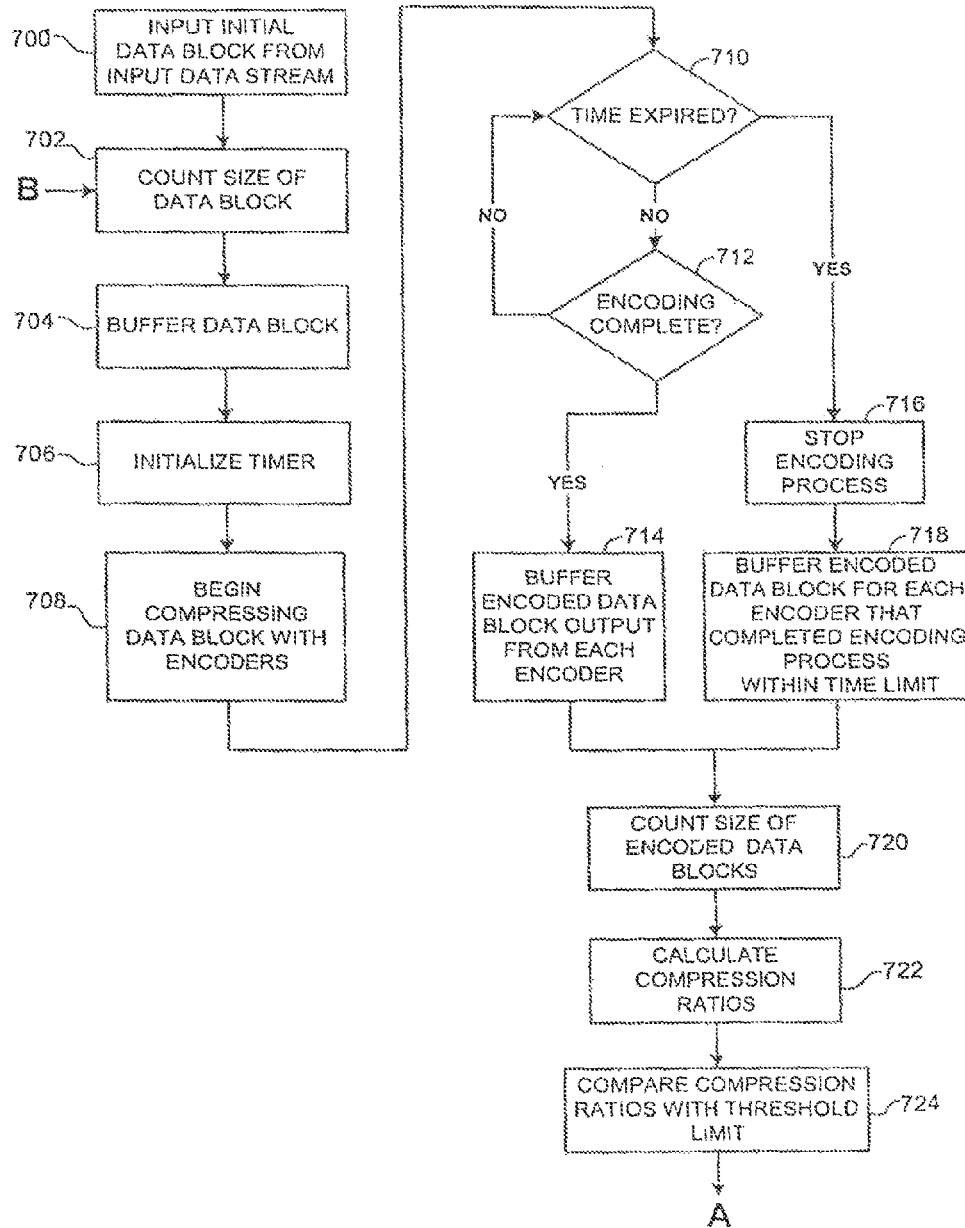 700
INPUT INITIAL
DATA BLOCK FROM
INPUT DATA STREAM
702
B
COUNT SIZE OF
DATA BLOCK
704
BUFFER DATA BLOCK
706
INITIALIZE TIMER
708
BEGIN
COMPRESSING
DATA BLOCK WITH
ENCODERS
710
TIME EXPIRED?
NO
NO
YES
712
ENCODING
COMPLETE?
YES
716
STOP
ENCODING
PROCESS
714
BUFFER
ENCODED DATA
BLOCK OUTPUT
FROM EACH
ENCODER
718
BUFFER ENCODED
DATA BLOCK FOR EACH
ENCODER THAT
COMPLETED ENCODING
PROCESS
WITHIN TIME LIMIT
COUNT SIZE OF
ENCODED DATA
BLOCKS
720
CALCULATE
COMPRESSION
RATIOS
722
COMPARE COMPRESSION
RATIOS WITH THRESHOLD
LIMIT
724
A